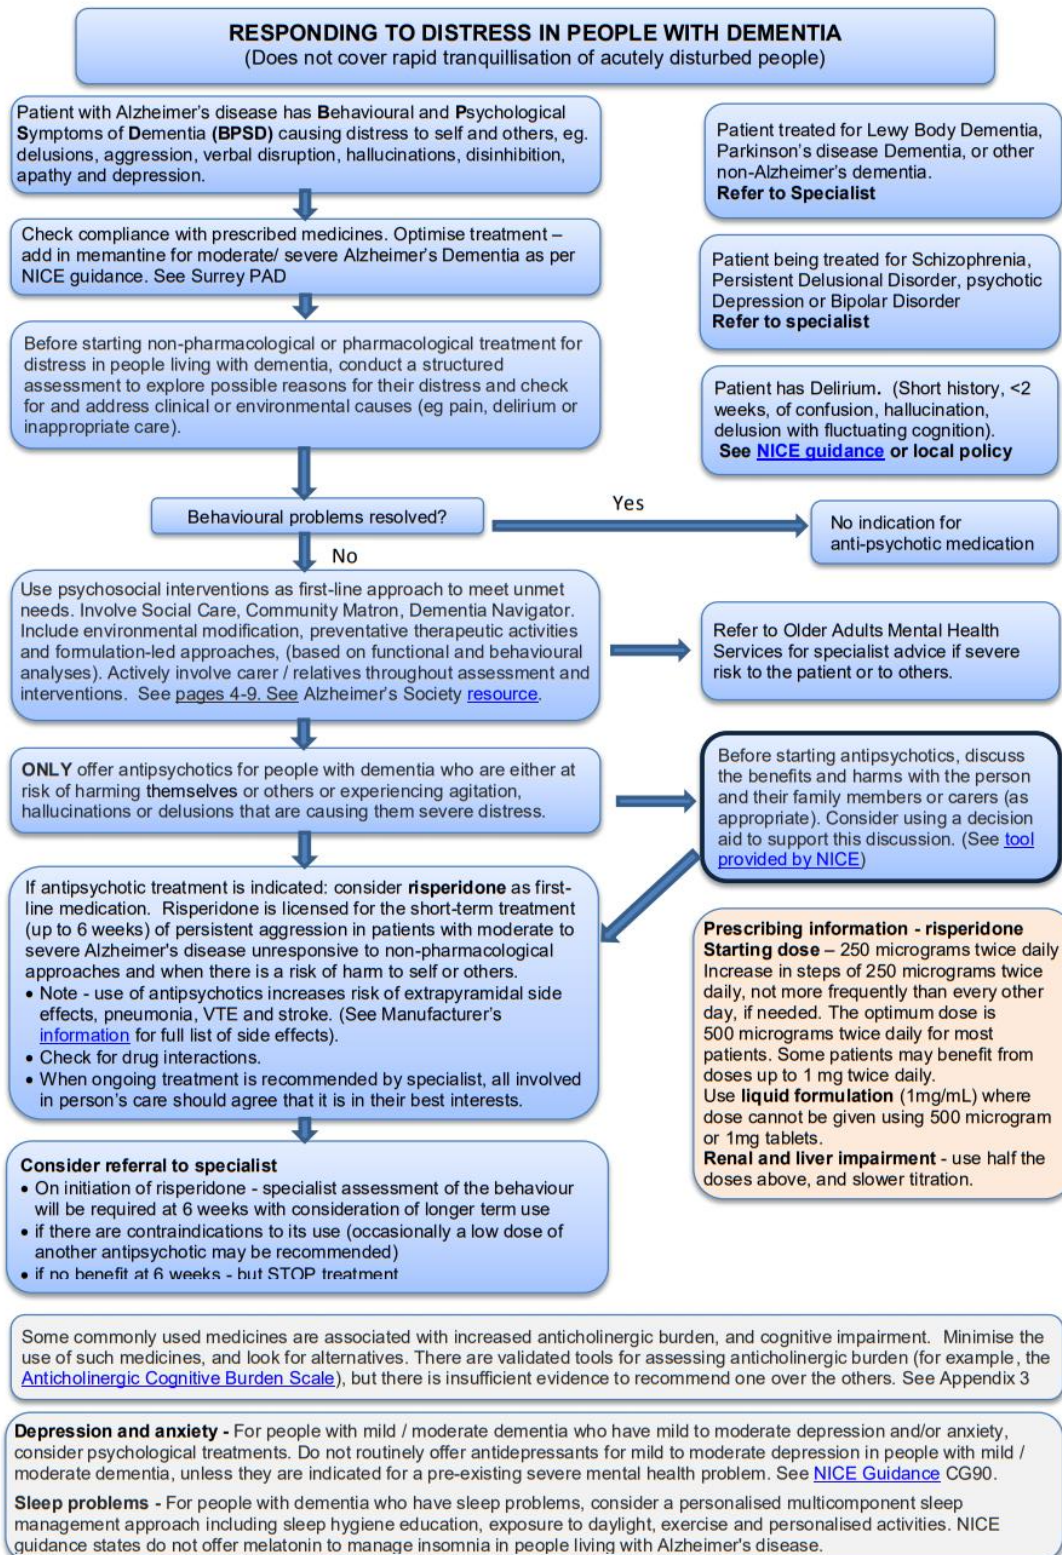 RESPONDING TO DISTRESS IN PEOPLE WITH DEMENTIA
(Does not cover rapid tranquillisation of acutely disturbed people)
Patient with Alzheimer's disease has Behavioural and Psychological
Symptoms of Dementia (BPSD) causing distress to self and others, eg.
delusions, aggression, verbal disruption, hallucinations, disinhibition,
apathy and depression.
Patient treated for Lewy Body Dementia,
Parkinson's disease Dementia, or other
non-Alzheimer's dementia.
Refer to Specialist
Check compliance with prescribed medicines. Optimise treatment –
add in memantine for moderate/ severe Alzheimer's Dementia as per
NICE guidance. See Surrey PAD
Patient being treated for Schizophrenia,
Persistent Delusional Disorder, psychotic
Depression or Bipolar Disorder
Refer to specialist
Before starting non-pharmacological or pharmacological treatment for
distress in people living with dementia, conduct a structured
assessment to explore possible reasons for their distress and check
for and address clinical or environmental causes (eg pain, delirium or
inappropriate care).
Patient has Delirium. (Short history, <2
weeks, of confusion, hallucination,
delusion with fluctuating cognition).
See NICE guidance or local policy
Behavioural problems resolved?
Yes
No indication for
anti-psychotic medication
No
Use psychosocial interventions as first-line approach to meet unmet
needs. Involve Social Care, Community Matron, Dementia Navigator.
Include environmental modification, preventative therapeutic activities
and formulation-led approaches, (based on functional and behavioural
analyses). Actively involve carer / relatives throughout assessment and
interventions. See pages 4-9. See Alzheimer's Society resource.
Refer to Older Adults Mental Health
Services for specialist advice if severe
risk to the patient or to others.
ONLY offer antipsychotics for people with dementia who are either at
risk of harming themselves or others or experiencing agitation,
hallucinations or delusions that are causing them severe distress.
Before starting antipsychotics, discuss
the benefits and harms with the person
and their family members or carers (as
appropriate). Consider using a decision
aid to support this discussion. (See tool
provided by NICE)
If antipsychotic treatment is indicated: consider risperidone as first-
line medication. Risperidone is licensed for the short-term treatment
(up to 6 weeks) of persistent aggression in patients with moderate to
severe Alzheimer's disease unresponsive to non-pharmacological
approaches and when there is a risk of harm to self or others.
• Note - use of antipsychotics increases risk of extrapyramidal side
effects, pneumonia, VTE and stroke. (See Manufacturer's
information for full list of side effects).
• Check for drug interactions.
• When ongoing treatment is recommended by specialist, all involved
in person's care should agree that it is in their best interests.
Prescribing information - risperidone
Starting dose – 250 micrograms twice daily
Increase in steps of 250 micrograms twice
daily, not more frequently than every other
day, if needed. The optimum dose is
500 micrograms twice daily for most
patients. Some patients may benefit from
doses up to 1 mg twice daily.
Use liquid formulation (1mg/mL) where
dose cannot be given using 500 microgram
or 1mg tablets.
Renal and liver impairment - use half the
doses above, and slower titration.
Consider referral to specialist
• On initiation of risperidone - specialist assessment of the behaviour
will be required at 6 weeks with consideration of longer term use
• if there are contraindications to its use (occasionally a low dose of
another antipsychotic may be recommended)
• if no benefit at 6 weeks - but STOP treatment
Some commonly used medicines are associated with increased anticholinergic burden, and cognitive impairment. Minimise the
use of such medicines, and look for alternatives. There are validated tools for assessing anticholinergic burden (for example, the
Anticholinergic Cognitive Burden Scale), but there is insufficient evidence to recommend one over the others. See Appendix 3
Depression and anxiety - For people with mild / moderate dementia who have mild to moderate depression and/or anxiety,
consider psychological treatments. Do not routinely offer antidepressants for mild to moderate depression in people with mild /
moderate dementia, unless they are indicated for a pre-existing severe mental health problem. See NICE Guidance CG90.
Sleep problems - For people with dementia who have sleep problems, consider a personalised multicomponent sleep
management approach including sleep hygiene education, exposure to daylight, exercise and personalised activities. NICE
guidance states do not offer melatonin to manage insomnia in people living with Alzheimer's disease.